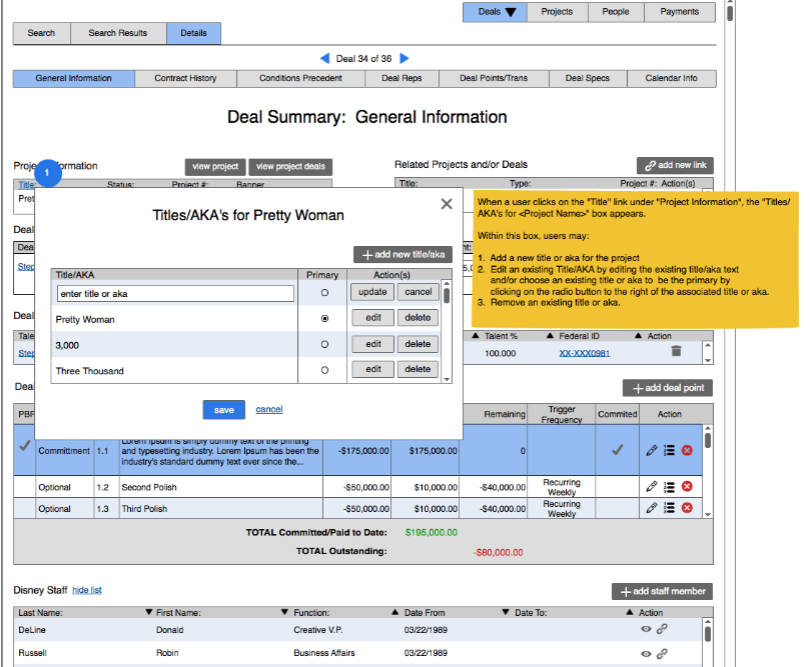 Deals ▼ Projects People Payments
Search Search Results Details
Deal 34 of 36
General Information Contract History Conditions Precedent Deal Reps Deal Points/Trans Deal Specs Calendar Info
Deal Summary: General Information
view project view project deals
Related Projects and/or Deals
add new link
1
Title: Status: Project #: Banner
Title: Type: Project #: Action(s)
Titles/AKA's for Pretty Woman
+ add new title/aka
Title/AKA Primary Action(s)
enter title or aka update cancel
Pretty Woman edit delete
3,000 edit delete
Three Thousand edit delete
save cancel
When a user clicks on the "Title" link under "Project Information", the "Titles/
AKA's for <Project Name>" box appears.
Within this box, users may:
1. Add a new title or aka for the project
2. Edit an existing Title/AKA by editing the existing title/aka text
and/or choose an existing title or aka to be the primary by
clicking on the radio button to the right of the associated title or aka.
3. Remove an existing title or aka.
Talent % Federal ID Action
100.000 XX-XXX0981
+ add deal point
Remaining Trigger Frequency Commited Action
Committment 1.1 Lorem Ipsum is simply dummy text of the printing
and typesetting industry. Lorem Ipsum has been the
industry's standard dummy text ever since the... -$175,000.00 $175,000.00 0
Optional 1.2 Second Polish -$50,000.00 $10,000.00 -$40,000.00 Recurring Weekly
Optional 1.3 Third Polish -$50,000.00 $10,000.00 -$40,000.00 Recurring Weekly
TOTAL Committed/Paid to Date: $195,000.00
TOTAL Outstanding: -$80,000.00
Disney Staff hide list
+ add staff member
Last Name: First Name: Function: Date From Date To: Action
DeLine Donald Creative V.P. 03/22/1989
Russell Robin Business Affairs 03/22/1989